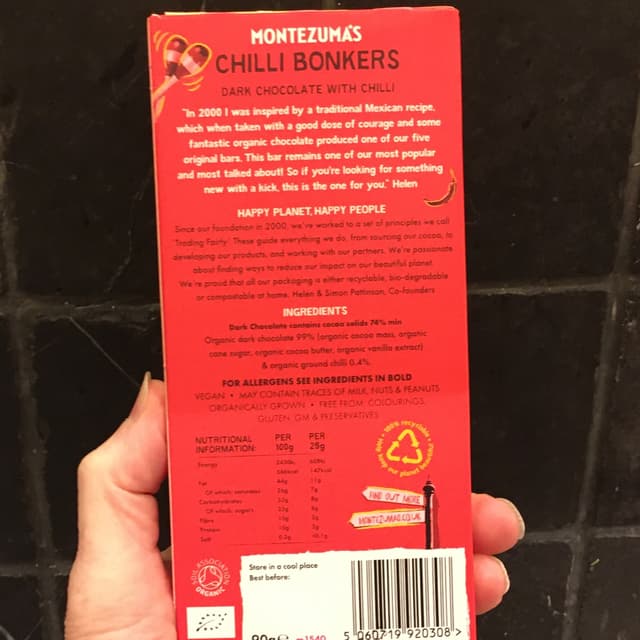 MONTEZUMA'S
CHILLI BONKERS
DARK CHOCOLATE WITH CHILLI
"In 2000 I was inspired by a traditional Mexican recipe,
which when taken with a good dose of courage and some
fantastic organic chocolate produced one of our five
original bars. This bar remains one of our most popular
and most talked about! So if you're looking for something
new with a kick, this is the one for you." Helen
HAPPY PLANET, HAPPY PEOPLE
Since our foundation in 2000, we've worked to a set of principles we call
'Trading Fairly'. These guide everything we do, from sourcing our cocoa, to
developing our products, and working with our partners. We're passionate
about finding ways to reduce our impact on our beautiful planet.
We're proud that all our packaging is either recyclable, bio-degradable
or compostable at home. Helen & Simon Pattinson, Co-founders
INGREDIENTS
Dark Chocolate contains cocoa solids 74% min
Organic dark chocolate 99% (organic cocoa mass, organic
cane sugar, organic cocoa butter, organic vanilla extract)
& organic ground chilli 0.4%.
FOR ALLERGENS SEE INGREDIENTS IN BOLD
VEGAN • MAY CONTAIN TRACES OF MILK, NUTS & PEANUTS
ORGANICALLY GROWN • FREE FROM COLOURINGS,
GLUTEN, GM & PRESERVATIVES
NUTRITIONAL INFORMATION: PER 100g PER 25g
Energy
Fat
Of which: saturates
Carbohydrates
Of which: sugars
Fibre
Protein
Salt
100% recyclable
help our planet
FIND OUT MORE
MONTEZUMAS.CO.UK
SOIL ASSOCIATION
ORGANIC
Store in a cool place
Best before:
90g e
5 060719 920308 >